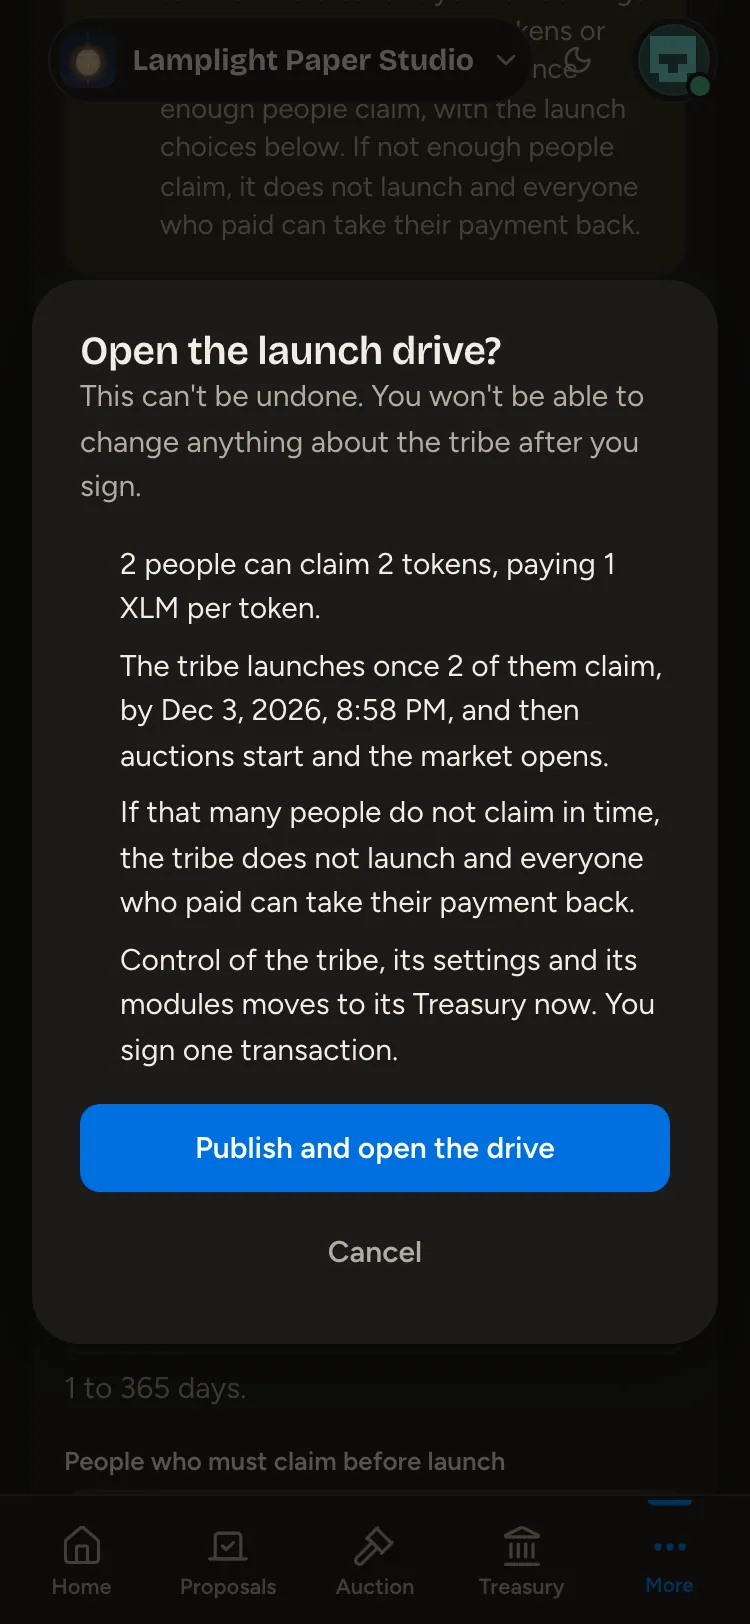 Lamplight Paper Studio
kens or
nce
enough people claim, with the launch
choices below. If not enough people
claim, it does not launch and everyone
who paid can take their payment back.
Open the launch drive?
This can't be undone. You won't be able to
change anything about the tribe after you
sign.
2 people can claim 2 tokens, paying 1
XLM per token.
The tribe launches once 2 of them claim,
by Dec 3, 2026, 8:58 PM, and then
auctions start and the market opens.
If that many people do not claim in time,
the tribe does not launch and everyone
who paid can take their payment back.
Control of the tribe, its settings and its
modules moves to its Treasury now. You
sign one transaction.
Publish and open the drive
Cancel
1 to 365 days.
People who must claim before launch
Home
Proposals
Auction
Treasury
More